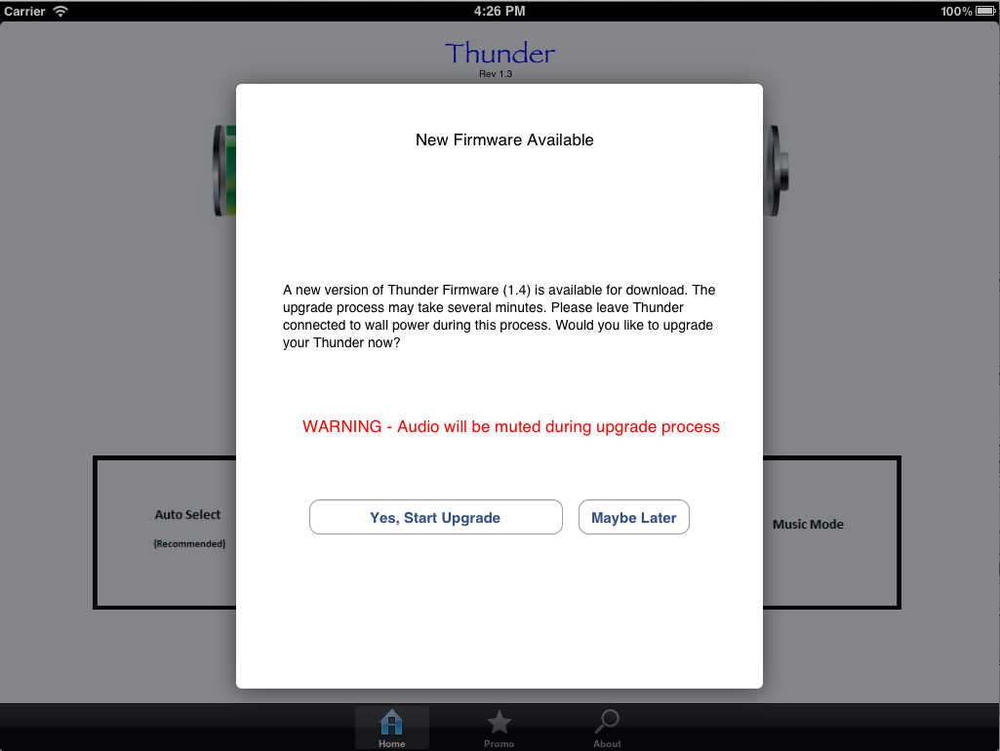 Carrier
4:26 PM
100%
Thunder
Rev 1.3
New Firmware Available
A new version of Thunder Firmware (1.4) is available for download. The
upgrade process may take several minutes. Please leave Thunder
connected to wall power during this process. Would you like to upgrade
your Thunder now?
WARNING - Audio will be muted during upgrade process
Yes, Start Upgrade
Maybe Later
Auto Select
(Recommended)
Music Mode
Home
Promo
About